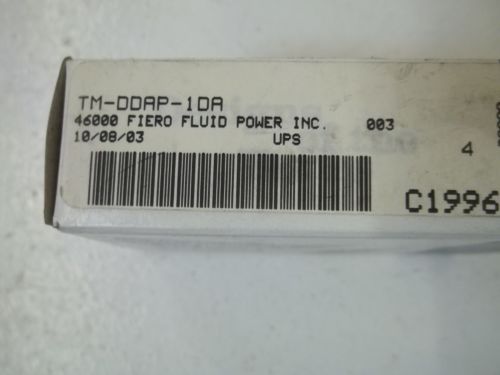 TM-DDAP-1DA
46000 FIERO FLUID POWER INC. 003
10/08/03 UPS
4
C1996